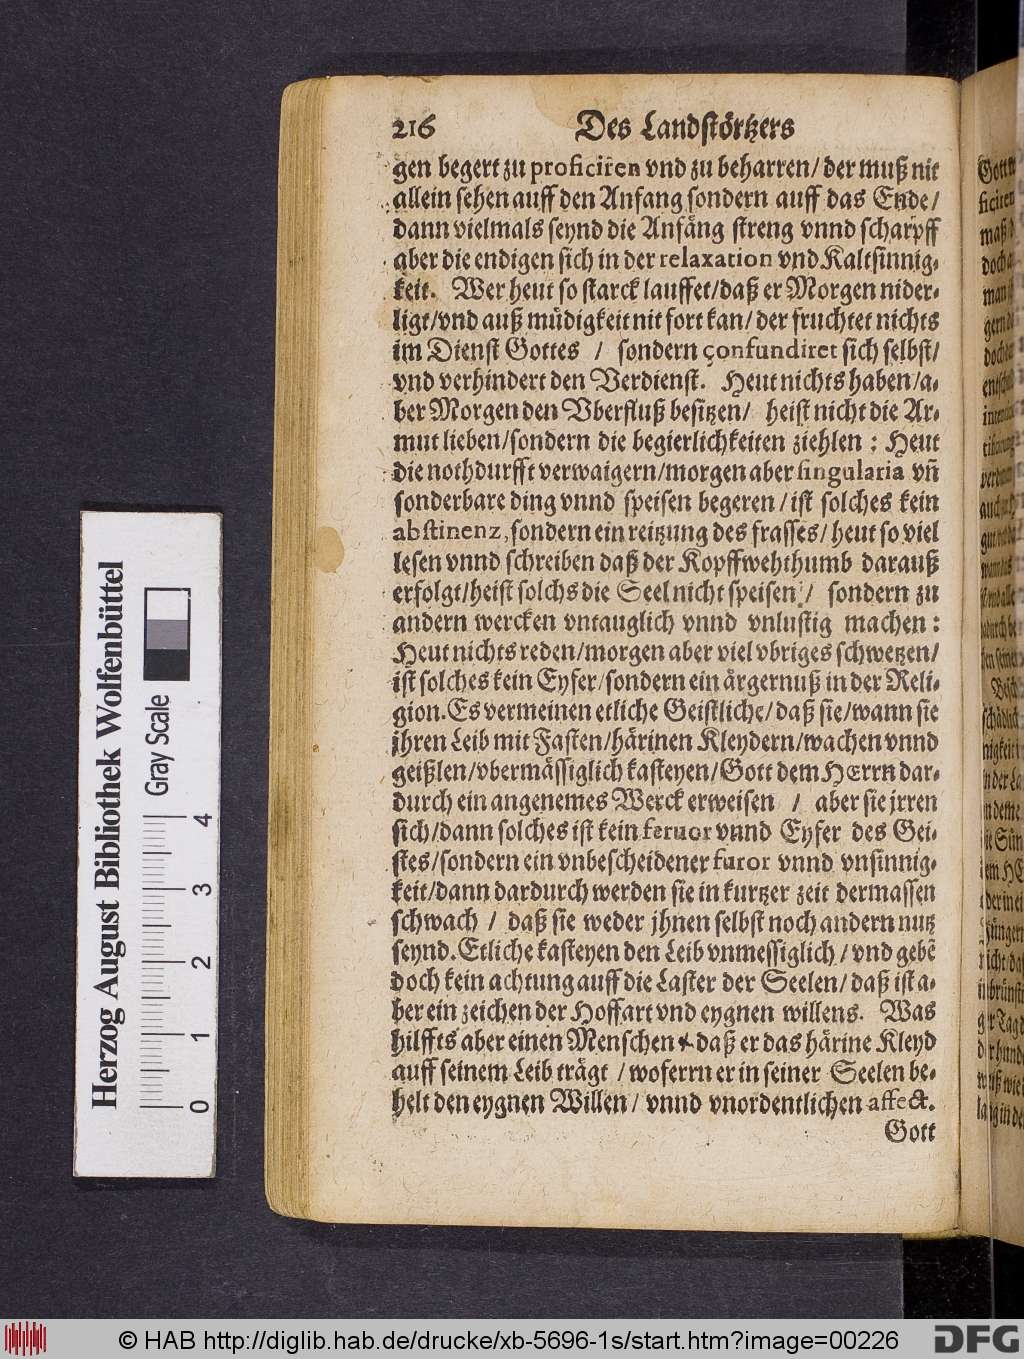 216 Des Landstörtzers
gen begert zu proficiren vnd zu beharren/ der muß nit
allein sehen auff den Anfang sondern auff das Ende/
dann vielmals seynd die Anfäng streng vnnd scharpff
aber die endigen sich in der relaxation vnd Kaltsinnig-
keit. Wer heut so starck lauffet/daß er Morgen nider-
ligt/vnd auß müdigkeit nit fort kan/ der fruchtet nichts
im Dienst Gottes / sondern confundiret sich selbst/
vnd verhindert den Verdienst. Heut nichts haben/a-
ber Morgen den Vberfluß besitzen/ heist nicht die Ar-
mut lieben/sondern die begierlichkeiten ziehlen : Heut
die nothdurfft verwaigern/morgen aber singularia vñ
sonderbare ding vnnd speisen begeren / ist solches kein
abstinenz, sondern ein reitzung des frasses/ heut so viel
lesen vnnd schreiben daß der Kopffwehthumb darauß
erfolgt/heist solchs die Seel nicht speisen / sondern zu
andern wercken vntauglich vnnd vnlustig machen :
Heut nichts reden/morgen aber viel vbriges schwetzen/
ist solches kein Eyfer/sondern ein ärgernuß in der Reli-
gion. Es vermeinen etliche Geistliche/ daß sie/wann sie
jhren Leib mit Fasten/härinen Kleydern/wachen vnnd
geißlen/vbermässiglich kasteyen/Gott dem HErrn dar-
durch ein angenemes Werck erweisen / aber sie jrren
sich/dann solches ist kein feruor vnnd Eyfer des Gei-
stes/sondern ein vnbescheidener furor vnnd vnsinnig-
keit/dann dardurch werden sie in kurtzer zeit dermassen
schwach / daß sie weder jhnen selbst noch andern nutz
seynd. Etliche kasteyen den Leib vnmessiglich/ vnd gebẽ
doch kein achtung auff die Laster der Seelen/ daß ist a-
ber ein zeichen der Hoffart vnd eygnen willens. Was
hilffts aber einen Menschen daß er das härine Kleyd
auff seinem Leib trägt / woferrn er in seiner Seelen be-
helt den eygnen Willen/ vnnd vnordentlichen affect.
Gott
Herzog August Bibliothek Wolfenbüttel
Gray Scale
0 1 2 3 4
© HAB http://diglib.hab.de/drucke/xb-5696-1s/start.htm?image=00226
DFG